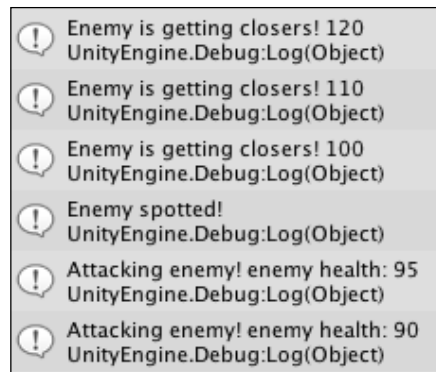 Enemy is getting closers! 120
UnityEngine.Debug:Log(Object)
Enemy is getting closers! 110
UnityEngine.Debug:Log(Object)
Enemy is getting closers! 100
UnityEngine.Debug:Log(Object)
Enemy spotted!
UnityEngine.Debug:Log(Object)
Attacking enemy! enemy health: 95
UnityEngine.Debug:Log(Object)
Attacking enemy! enemy health: 90
UnityEngine.Debug:Log(Object)